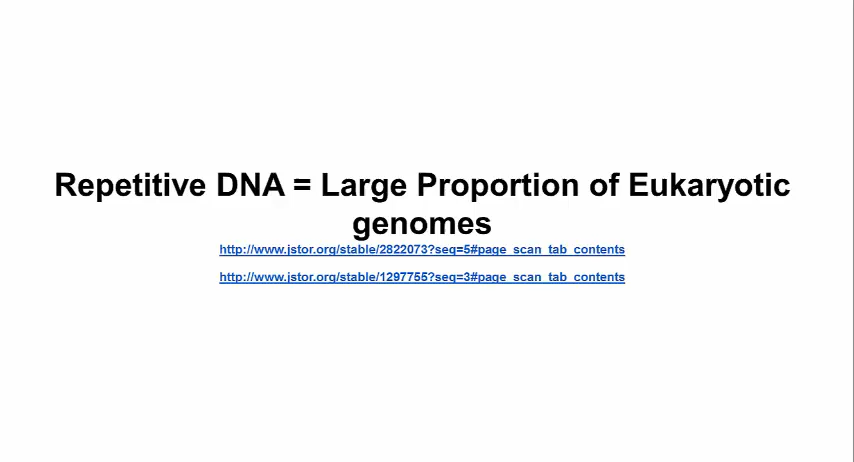 Repetitive DNA = Large Proportion of Eukaryotic
genomes
http://www.jstor.org/stable/2822073?seq=5#page_scan_tab_contents
http://www.jstor.org/stable/1297755?seq=3#page_scan_tab_contents